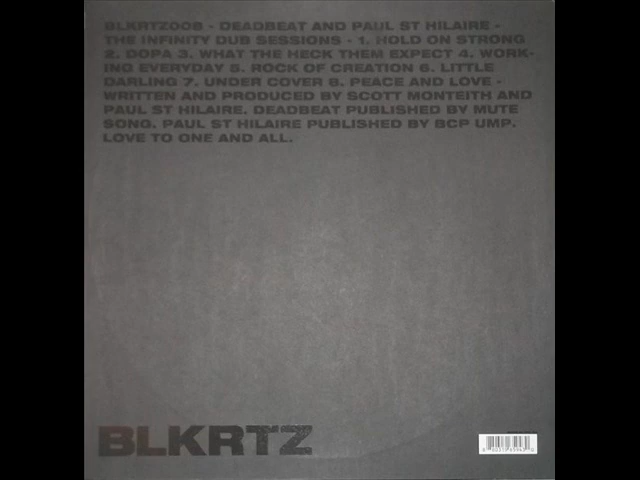 BLKRTZ008 - DEADBEAT AND PAUL ST HILAIRE -
THE INFINITY DUB SESSIONS - 1. HOLD ON STRONG
2. DOPA 3. WHAT THE HECK THEM EXPECT 4. WORK-
ING EVERYDAY 5. ROCK OF CREATION 6. LITTLE
DARLING 7. UNDER COVER 8. PEACE AND LOVE -
WRITTEN AND PRODUCED BY SCOTT MONTEITH AND
PAUL ST HILAIRE. DEADBEAT PUBLISHED BY MUTE
SONG. PAUL ST HILAIRE PUBLISHED BY BCP UMP.
LOVE TO ONE AND ALL.
BLKRTZ